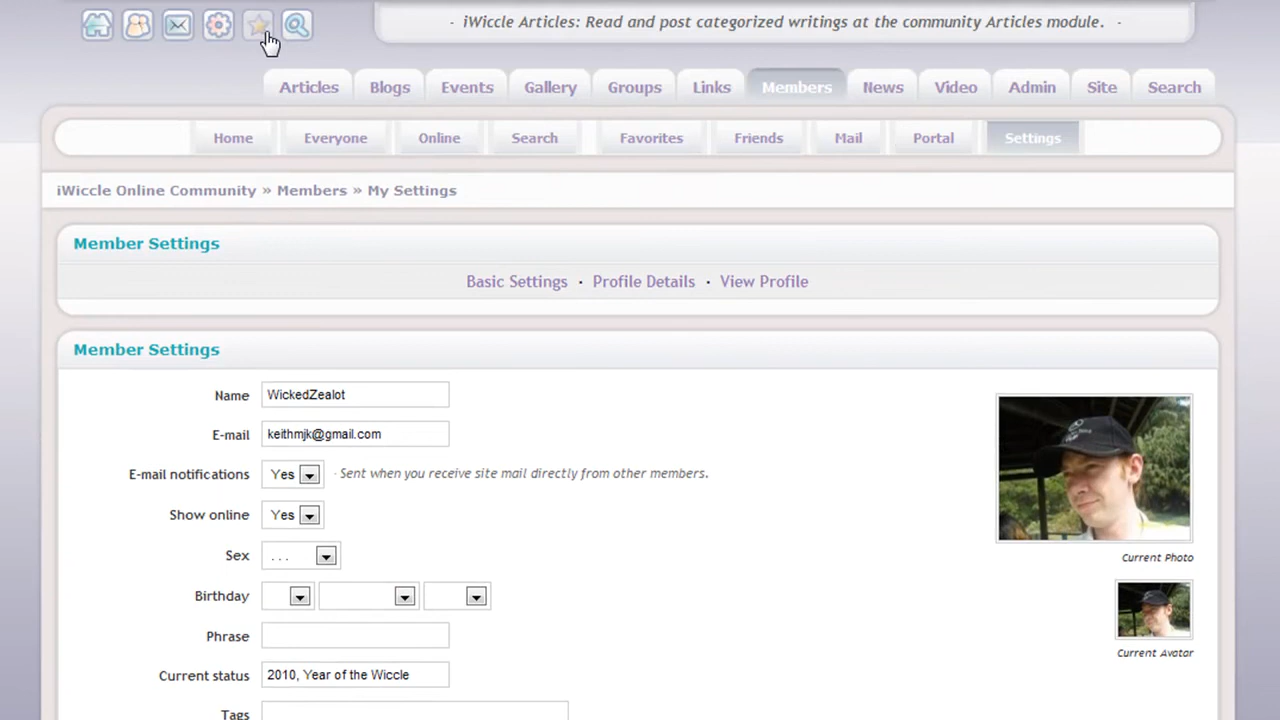 - iWiccle Articles: Read and post categorized writings at the community Articles module. -
Articles Blogs Events Gallery Groups Links Members News Video Admin Site Search
Home Everyone Online Search Favorites Friends Mail Portal Settings
iWiccle Online Community » Members » My Settings
Member Settings
Basic Settings · Profile Details · View Profile
Member Settings
Name WickedZealot
E-mail keithmjk@gmail.com
E-mail notifications Yes · Sent when you receive site mail directly from other members.
Show online Yes
Sex ...
Birthday
Phrase
Current status 2010, Year of the Wiccle
Tags
Current Photo
Current Avatar